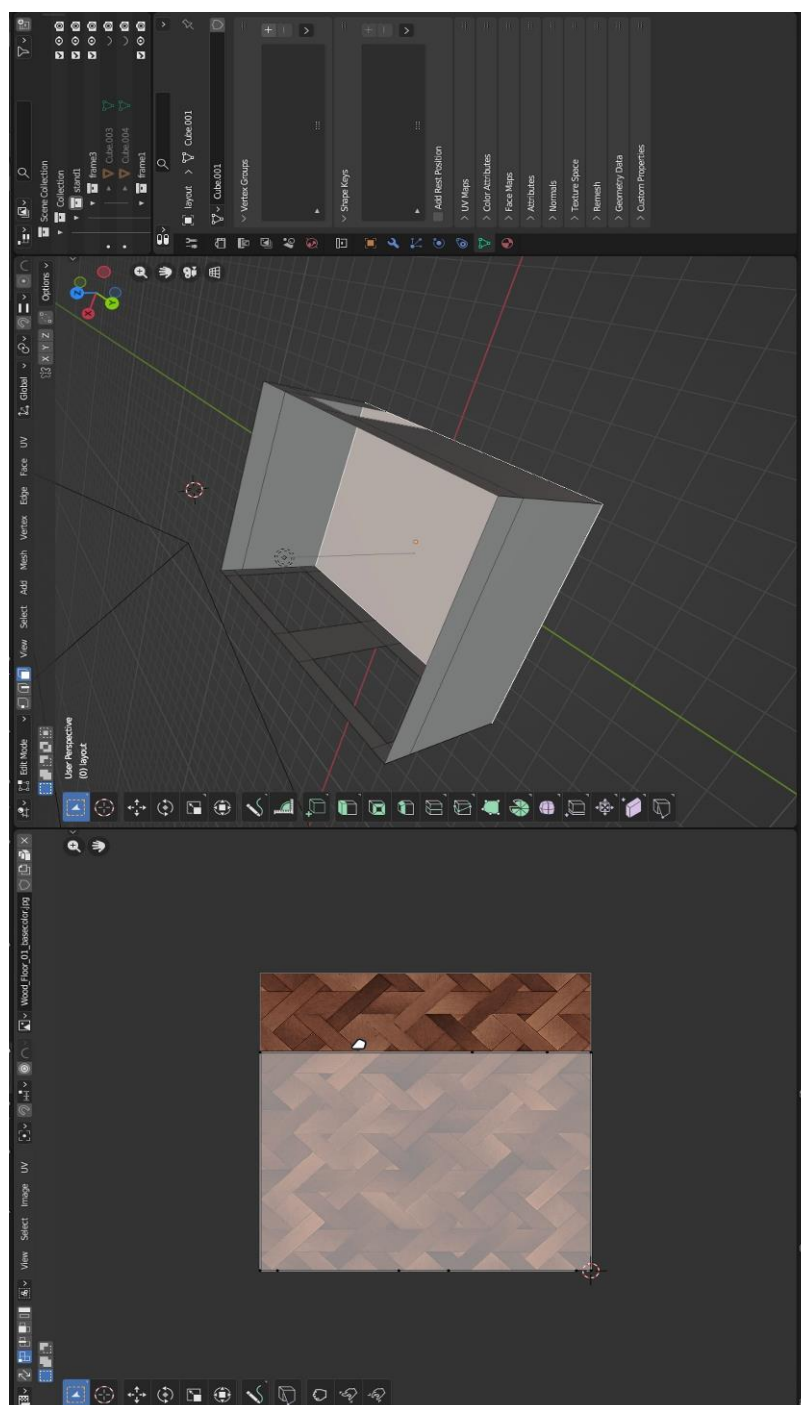 View Select Image UV Wood_Floor_01_basecolor.jpg
Edit Mode View Select Add Mesh Vertex Edge Face UV Global
X Y Z Options
User Perspective
(0) layout
Z
X
Y
Scene Collection
Collection
stand1
frame3
Cube.003
Cube.004
frame1
layout > Cube.001
Cube.001
Vertex Groups
Shape Keys
Add Rest Position
UV Maps
Color Attributes
Face Maps
Attributes
Normals
Texture Space
Remesh
Geometry Data
Custom Properties